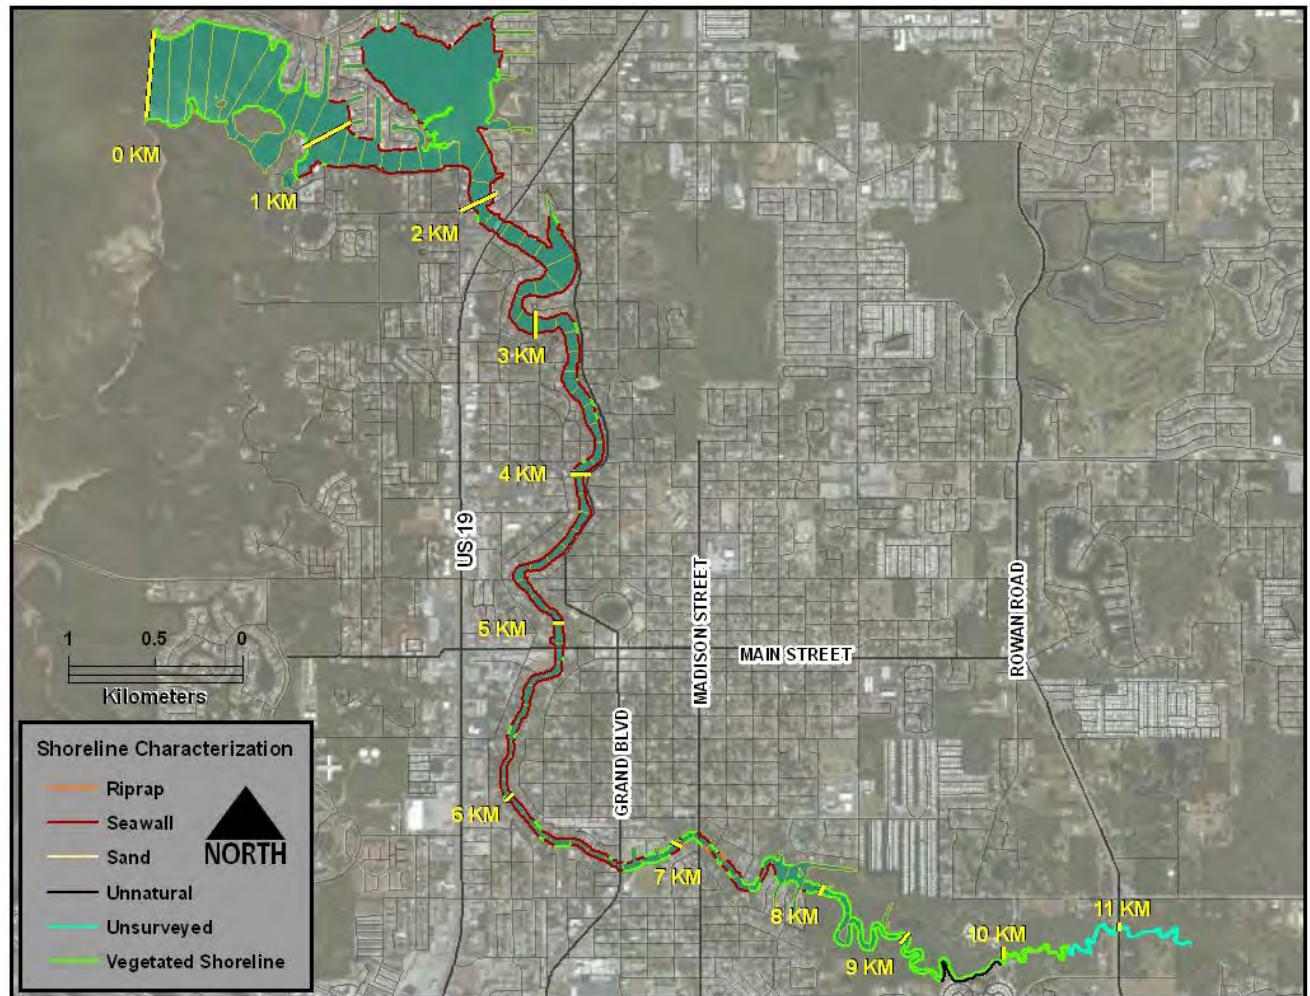 0 KM
1 KM
2 KM
3 KM
4 KM
US 19
5 KM
MADISON STREET
ROWAN ROAD
MAIN STREET
1 0.5 0
Kilometers
GRAND BLVD
6 KM
7 KM
8 KM
9 KM
10 KM
11 KM
Shoreline Characterization
Riprap
Seawall
Sand
Unnatural
Unsurveyed
Vegetated Shoreline
NORTH